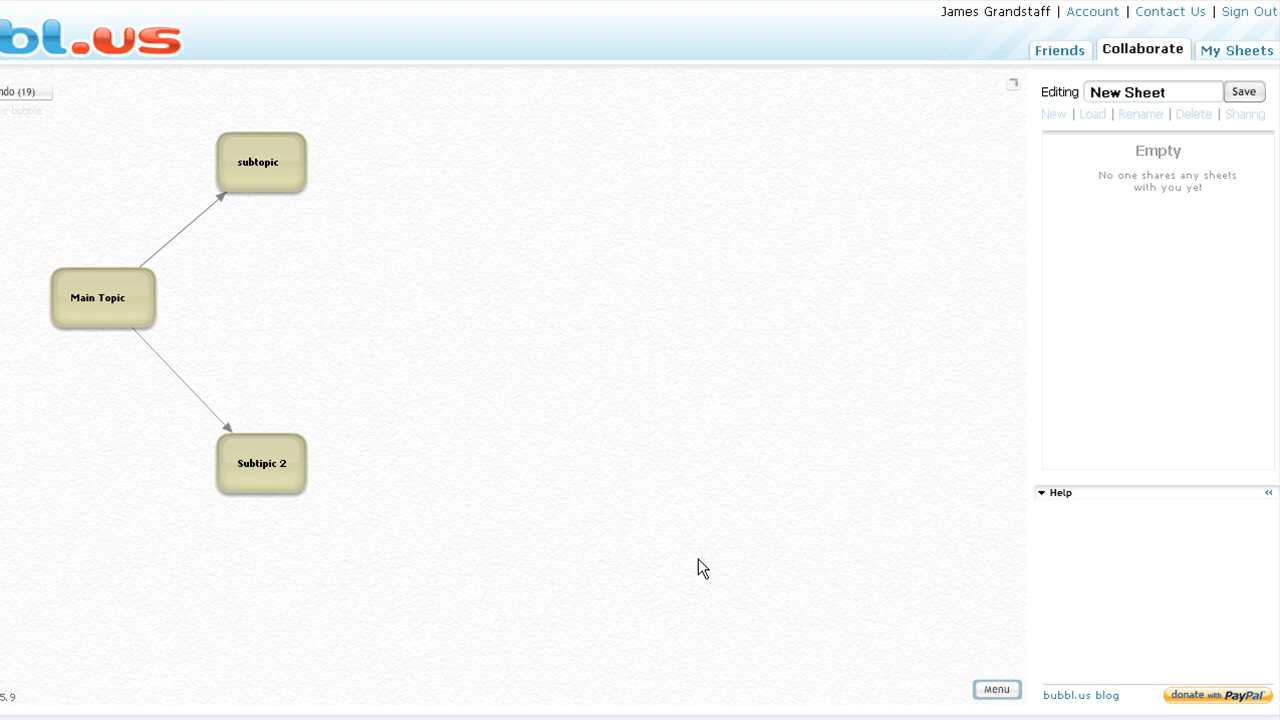 James Grandstaff | Account | Contact Us | Sign Out
bl.us
Friends
Collaborate
My Sheets
ndo (19)
ve bubble
Editing New Sheet Save
New | Load | Rename | Delete | Sharing
Empty
No one shares any sheets
with you yet
subtopic
Main Topic
Subtipic 2
Help
Menu
5.9
bubbl.us blog
donate with PayPal